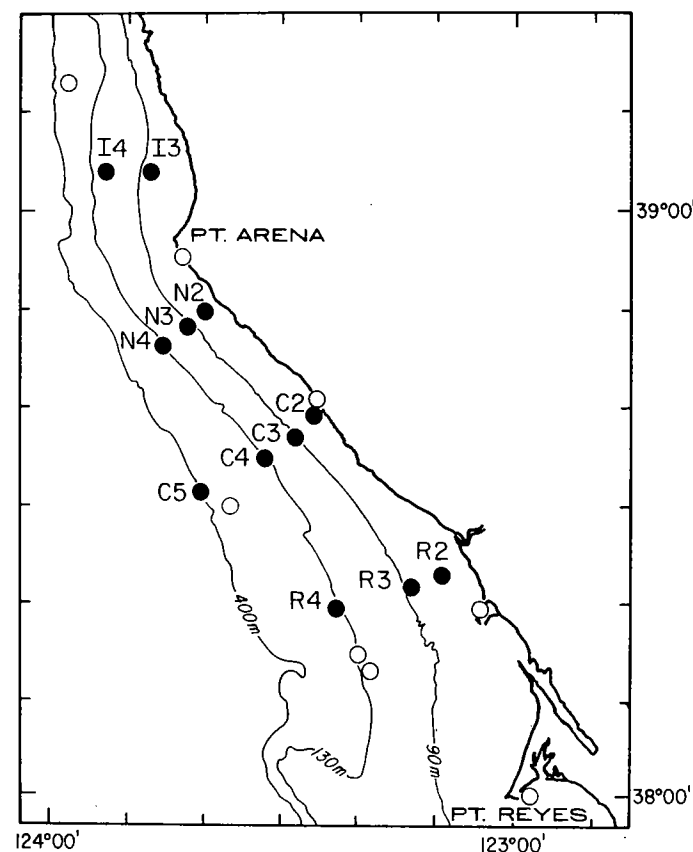 I4 I3
39°00'
PT. ARENA
N2
N3
N4
C2
C3
C4
C5
R2
R3
R4
400m
130m
90m
38°00'
PT. REYES
124°00' 123°00'